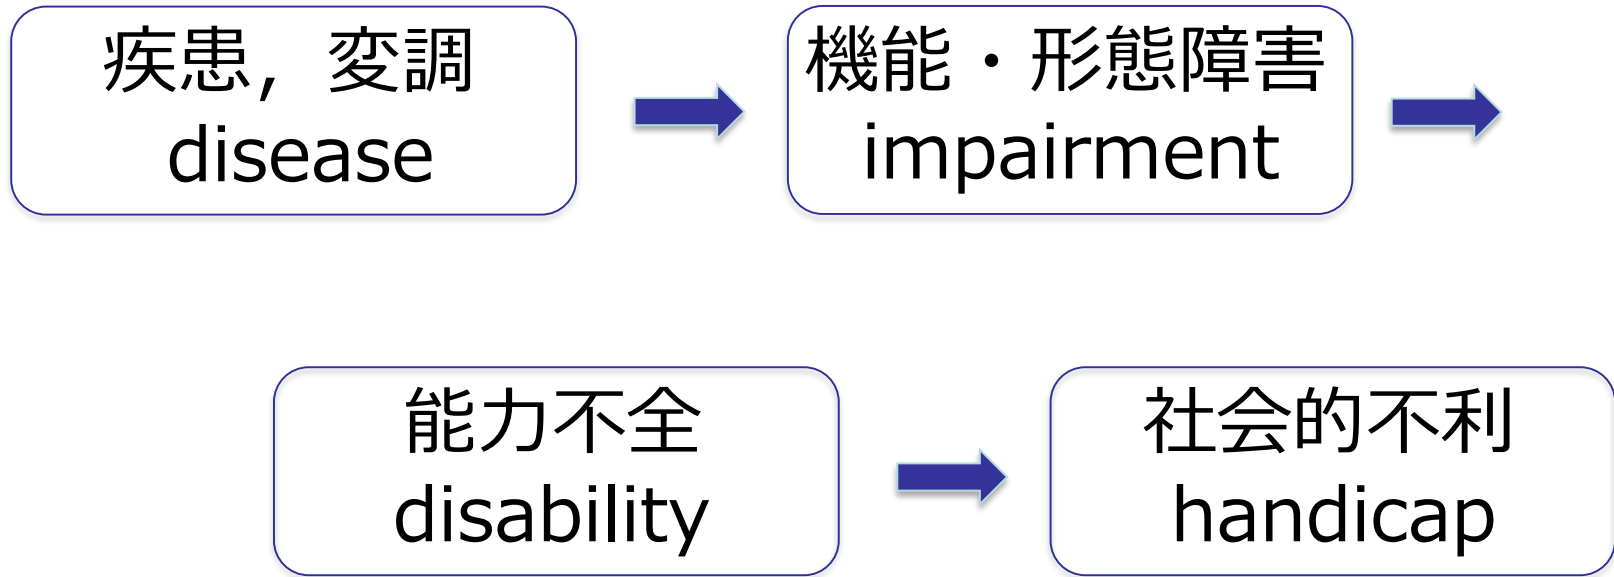 疾患，変調
disease
機能・形態障害
impairment
能力不全
disability
社会的不利
handicap